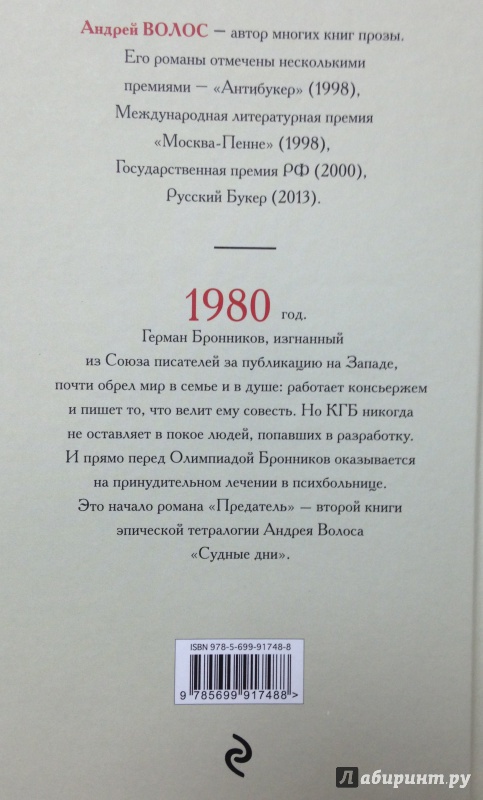 Андрей ВОЛОС — автор многих книг прозы.
Его романы отмечены несколькими
премиями — «Антибукер» (1998),
Международная литературная премия
«Москва-Пенне» (1998),
Государственная премия РФ (2000),
Русский Букер (2013).
1980 год.
Герман Бронников, изгнанный
из Союза писателей за публикацию на Западе,
почти обрел мир в семье и в душе: работает консьержем
и пишет то, что велит ему совесть. Но КГБ никогда
не оставляет в покое людей, попавших в разработку.
И прямо перед Олимпиадой Бронников оказывается
на принудительном лечении в психбольнице.
Это начало романа «Предатель» — второй книги
эпической тетралогии Андрея Волоса
«Судные дни».
ISBN 978-5-699-91748-8
9 785699 917488 >
Лабиринт.ру